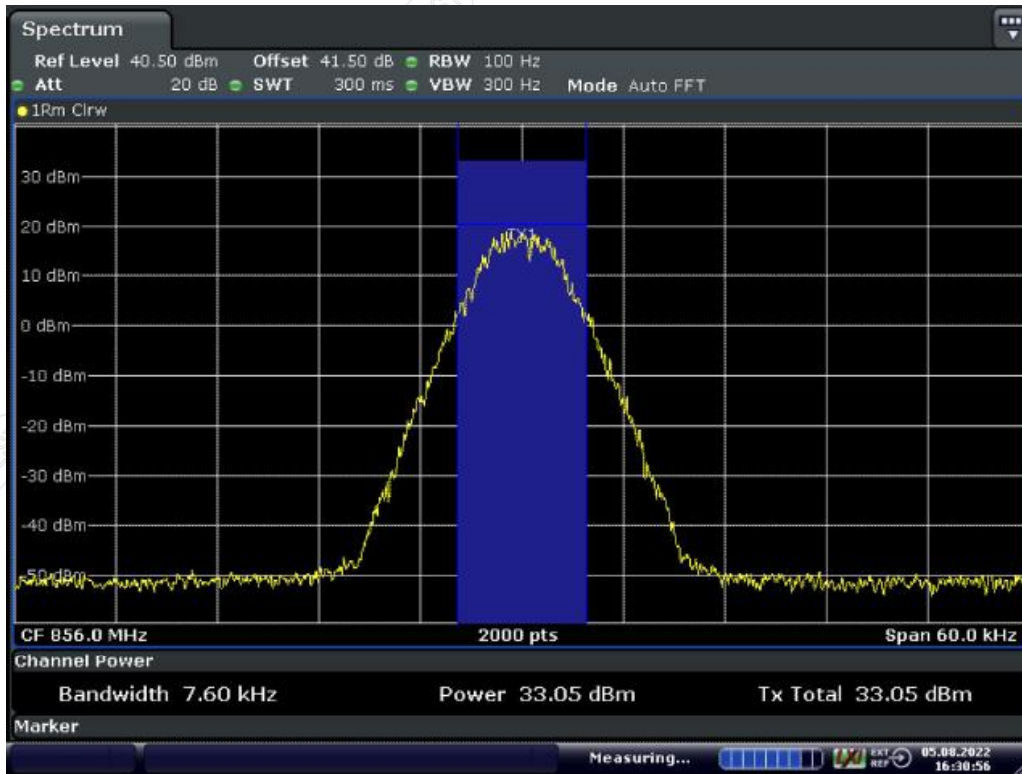 Spectrum
Ref Level 40.50 dBm Offset 41.50 dB RBW 100 Hz
Att 20 dB SWT 300 ms VBW 300 Hz Mode Auto FFT
1Rm Clrw
30 dBm
20 dBm
10 dBm
0 dBm
-10 dBm
-20 dBm
-30 dBm
-40 dBm
-50 dBm
CF 856.0 MHz 2000 pts Span 60.0 kHz
Channel Power
Bandwidth 7.60 kHz Power 33.05 dBm Tx Total 33.05 dBm
Marker
Measuring... EXT REF 05.08.2022
16:30:56